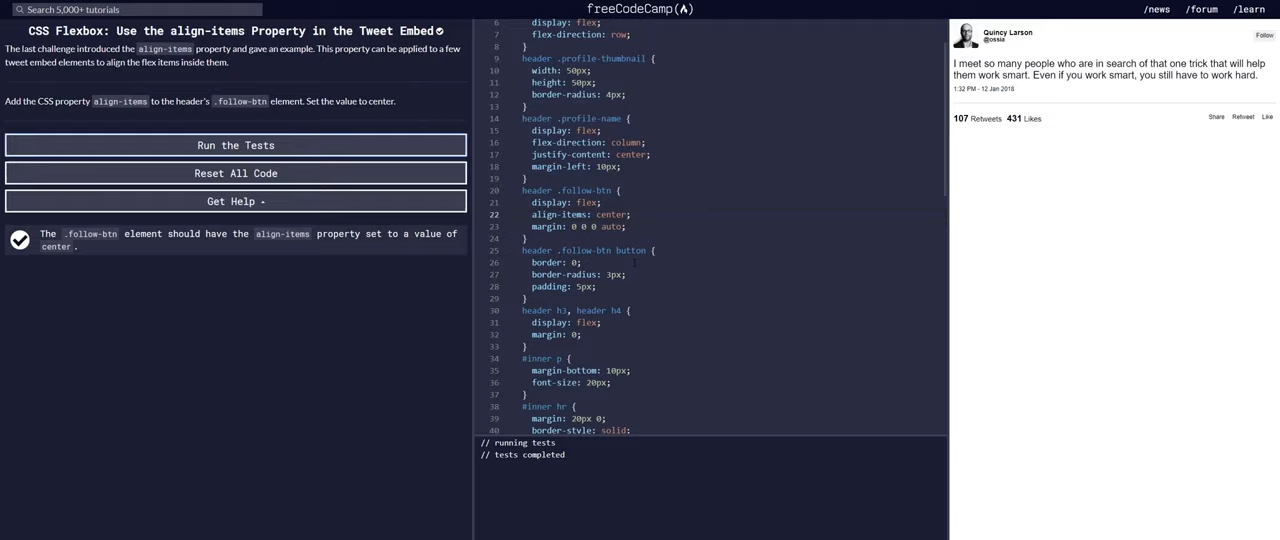 Search 5,000+ tutorials
freeCodeCamp
/news
/forum
/learn
CSS Flexbox: Use the align-items Property in the Tweet Embed
The last challenge introduced the align-items property and gave an example. This property can be applied to a few
tweet embed elements to align the flex items inside them.
Add the CSS property align-items to the header's .follow-btn element. Set the value to center.
Run the Tests
Reset All Code
Get Help
The .follow-btn element should have the align-items property set to a value of
center.
6 display: flex;
7 flex-direction: row;
8 }
9 header .profile-thumbnail {
10 width: 50px;
11 height: 50px;
12 border-radius: 4px;
13 }
14 header .profile-name {
15 display: flex;
16 flex-direction: column;
17 justify-content: center;
18 margin-left: 10px;
19 }
20 header .follow-btn {
21 display: flex;
22 align-items: center;
23 margin: 0 0 0 auto;
24 }
25 header .follow-btn button {
26 border: 0;
27 border-radius: 3px;
28 padding: 5px;
29 }
30 header h3, header h4 {
31 display: flex;
32 margin: 0;
33 }
34 #inner p {
35 margin-bottom: 10px;
36 font-size: 20px;
37 }
38 #inner hr {
39 margin: 20px 0;
40 border-style: solid;
// running tests
// tests completed
Quincy Larson
@ossia
Follow
I meet so many people who are in search of that one trick that will help
them work smart. Even if you work smart, you still have to work hard.
1:32 PM - 12 Jan 2018
107 Retweets 431 Likes
Share Retweet Like